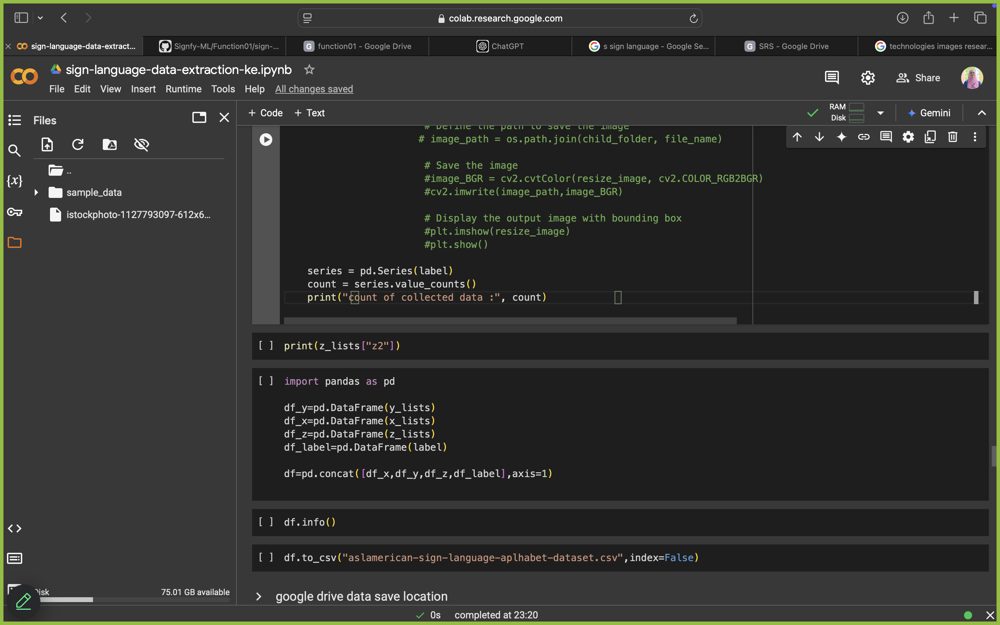 colab.research.google.com
sign-language-data-extract...
Signfy-ML/Function01/sign-...
function01 - Google Drive
ChatGPT
s sign language - Google Se...
SRS - Google Drive
technologies images resear...
sign-language-data-extraction-ke.ipynb
File Edit View Insert Runtime Tools Help All changes saved
Share
Files
+ Code + Text
RAM
Disk
Gemini
..
sample_data
istockphoto-1127793097-612x6...
{x}
# Define the path to save the image
# image_path = os.path.join(child_folder, file_name)
# Save the image
#image_BGR = cv2.cvtColor(resize_image, cv2.COLOR_RGB2BGR)
#cv2.imwrite(image_path,image_BGR)
# Display the output image with bounding box
#plt.imshow(resize_image)
#plt.show()
series = pd.Series(label)
count = series.value_counts()
print("count of collected data :", count)
[ ] print(z_lists["z2"])
[ ] import pandas as pd
df_y=pd.DataFrame(y_lists)
df_x=pd.DataFrame(x_lists)
df_z=pd.DataFrame(z_lists)
df_label=pd.DataFrame(label)
df=pd.concat([df_x,df_y,df_z,df_label],axis=1)
[ ] df.info()
[ ] df.to_csv("aslamerican-sign-language-aplhabet-dataset.csv",index=False)
google drive data save location
75.01 GB available
0s completed at 23:20